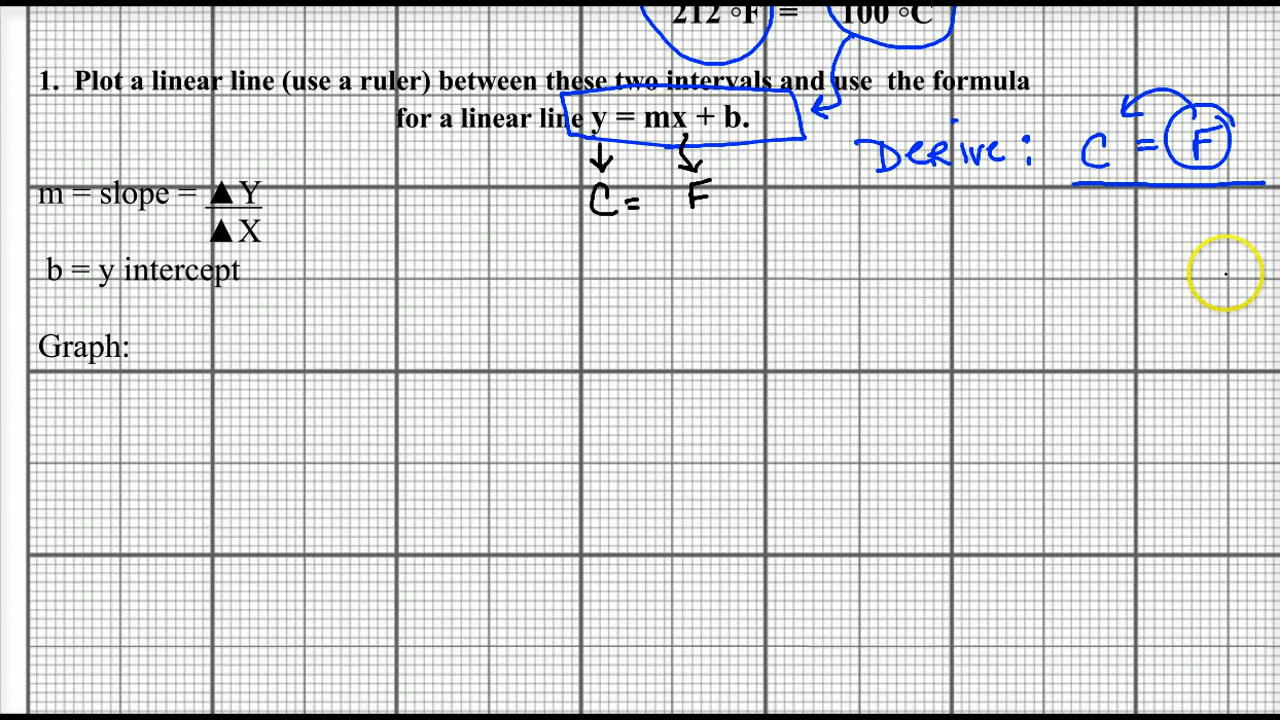 212 °F = 100 °C
1. Plot a linear line (use a ruler) between these two intervals and use the formula
for a linear line y = mx + b.
Derive: C = F
C = F
m = slope = ▲Y
▲X
b = y intercept
Graph: